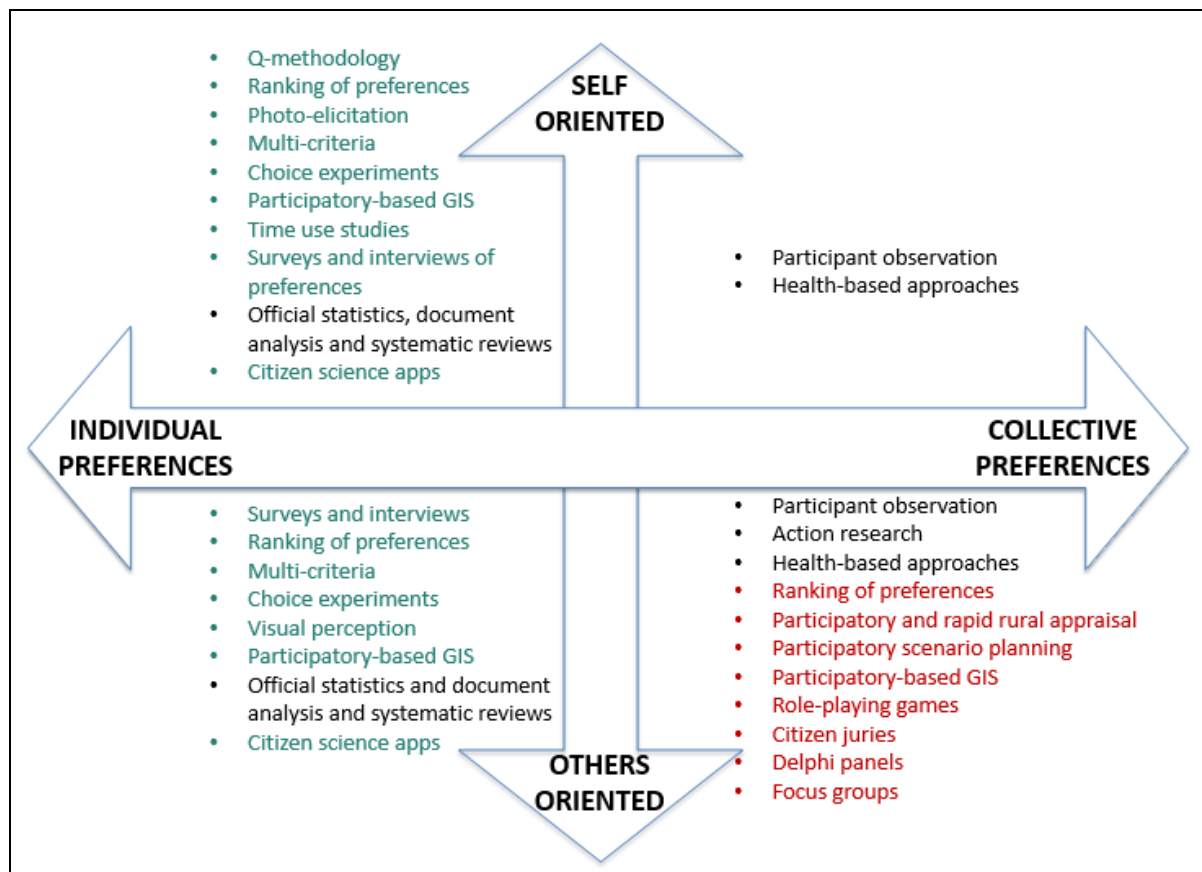 • Q-methodology
• Ranking of preferences
• Photo-elicitation
• Multi-criteria
• Choice experiments
• Participatory-based GIS
• Time use studies
• Surveys and interviews of
preferences
• Official statistics, document
analysis and systematic reviews
• Citizen science apps
SELF
ORIENTED
• Participant observation
• Health-based approaches
INDIVIDUAL
PREFERENCES
COLLECTIVE
PREFERENCES
• Surveys and interviews
• Ranking of preferences
• Multi-criteria
• Choice experiments
• Visual perception
• Participatory-based GIS
• Official statistics and document
analysis and systematic reviews
• Citizen science apps
OTHERS
ORIENTED
• Participant observation
• Action research
• Health-based approaches
• Ranking of preferences
• Participatory and rapid rural appraisal
• Participatory scenario planning
• Participatory-based GIS
• Role-playing games
• Citizen juries
• Delphi panels
• Focus groups